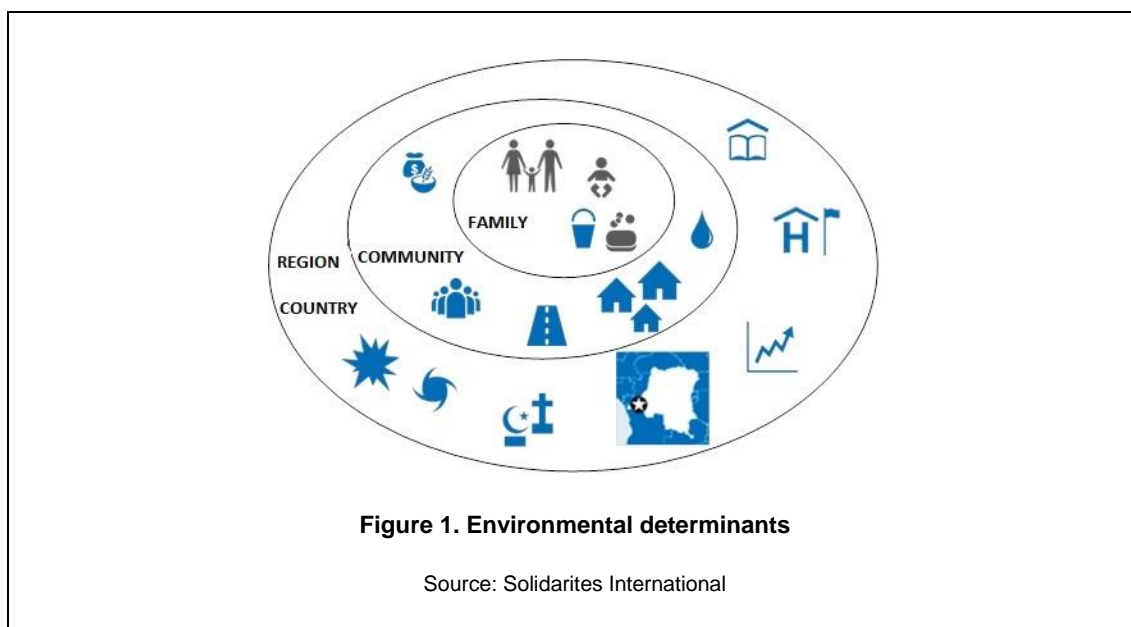 FAMILY
REGION
COMMUNITY
COUNTRY
$
H
Figure 1. Environmental determinants
Source: Solidarites International